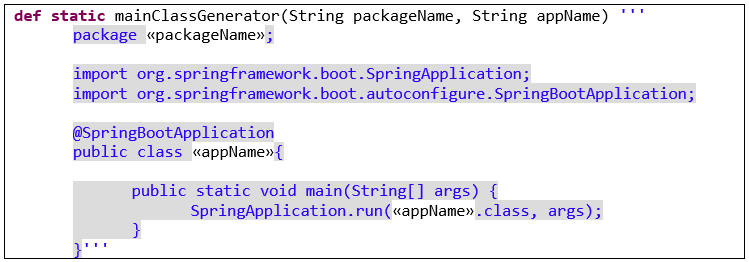 def static mainClassGenerator(String packageName, String appName) '''
package «packageName»;
import org.springframework.boot.SpringApplication;
import org.springframework.boot.autoconfigure.SpringBootApplication;
@SpringBootApplication
public class «appName»{
public static void main(String[] args) {
SpringApplication.run(«appName».class, args);
}
}'''